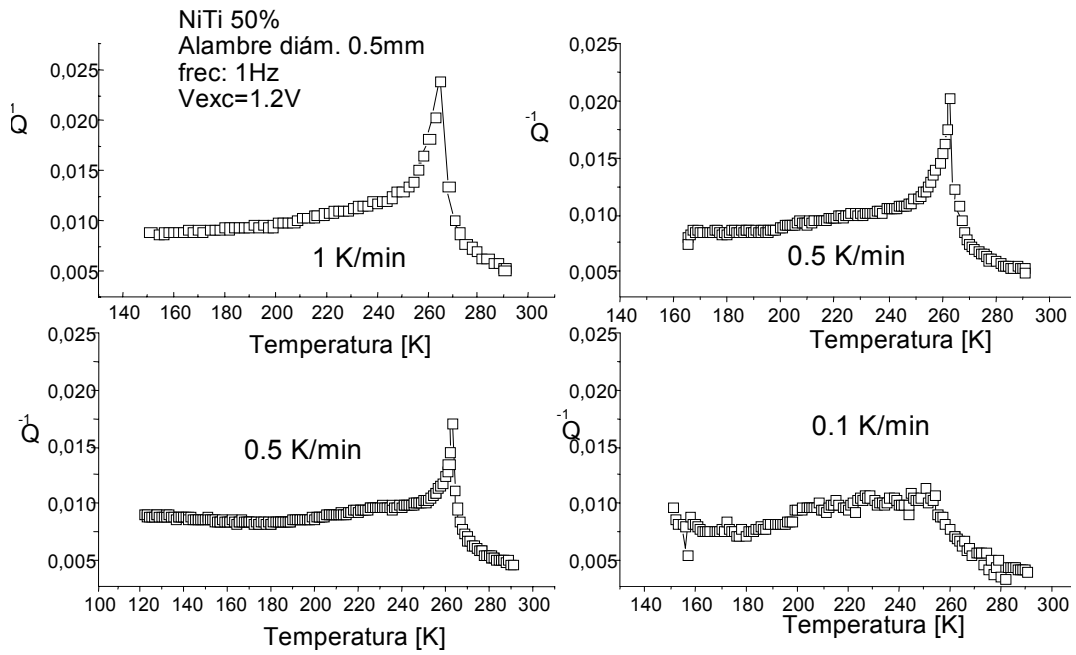 NiTi 50%
Alambre diám. 0.5mm
frec: 1Hz
Vexc=1.2V
0,025
0,020
0,015
0,010
0,005
Q-1
1 K/min
140 160 180 200 220 240 260 280 300
Temperatura [K]
0,025
0,020
0,015
0,010
0,005
Q-1
0.5 K/min
140 160 180 200 220 240 260 280 300
Temperatura [K]
0,025
0,020
0,015
0,010
0,005
Q-1
0.5 K/min
100 120 140 160 180 200 220 240 260 280 300
Temperatura [K]
0,025
0,020
0,015
0,010
0,005
Q-1
0.1 K/min
140 160 180 200 220 240 260 280 300
Temperatura [K]